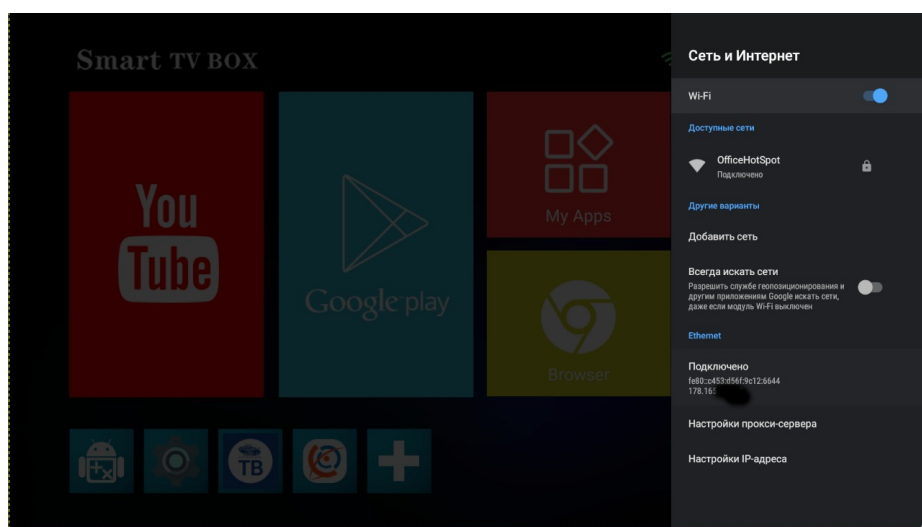 Smart TV BOX
You
Tube
Google play
My Apps
Browser
TB
Сеть и Интернет
Wi-Fi
Доступные сети
OfficeHotSpot
Подключено
Другие варианты
Добавить сеть
Всегда искать сети
Разрешить службе геопозиционирования и
другим приложениям Google искать сети,
даже если модуль Wi-Fi выключен
Ethernet
Подключено
fe80::c453:d56f:9c12:6644
178.16
Настройки прокси-сервера
Настройки IP-адреса